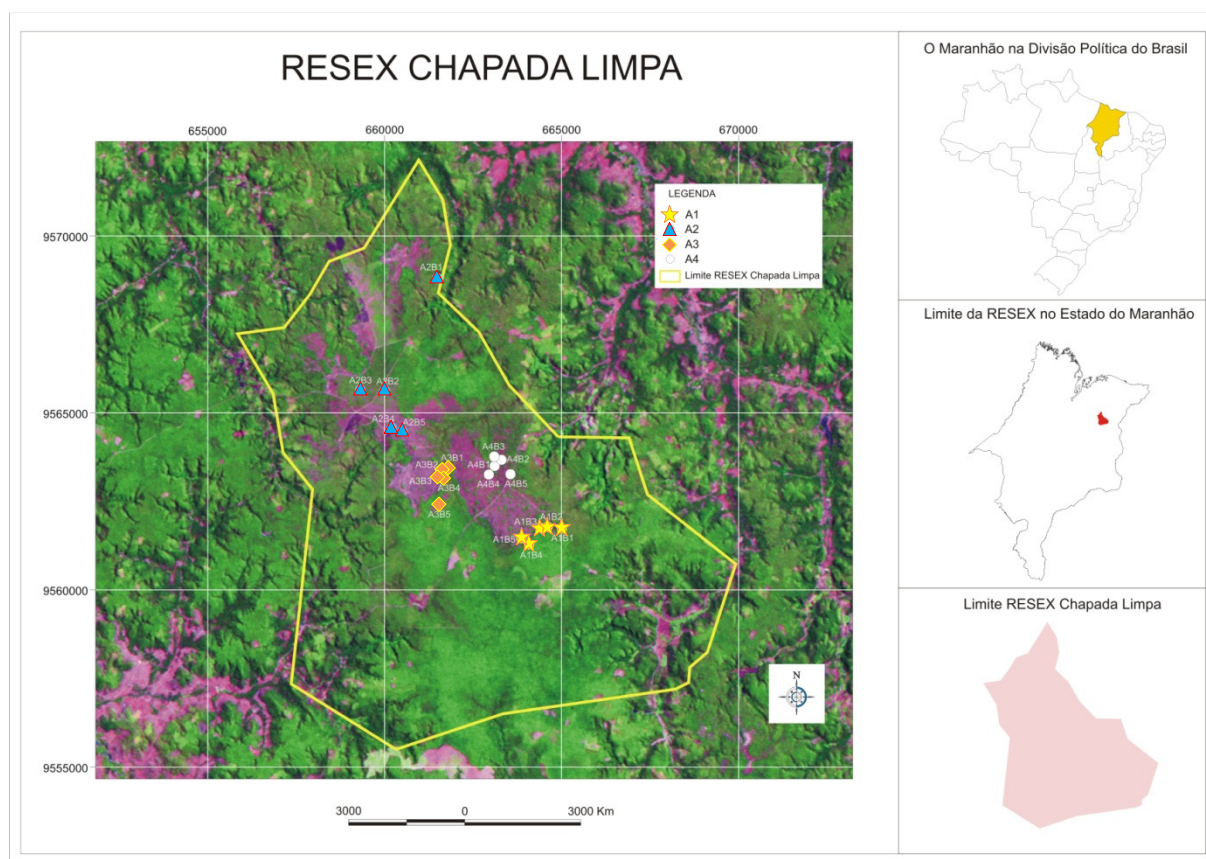 RESEX CHAPADA LIMPA
655000
660000
665000
670000
9570000
9565000
9560000
9555000
LEGENDA
A1
A2
A3
A4
Limite RESEX Chapada Limpa
A2B1
A2B3
A2B2
A2B4
A2B5
A3B1
A3B2
A3B3
A3B4
A3B5
A4B3
A4B2
A4B1
A4B4
A4B5
A1B3
A1B2
A1B5
A1B1
A1B4
N
3000
0
3000 Km
O Maranhão na Divisão Política do Brasil
Limite da RESEX no Estado do Maranhão
Limite RESEX Chapada Limpa